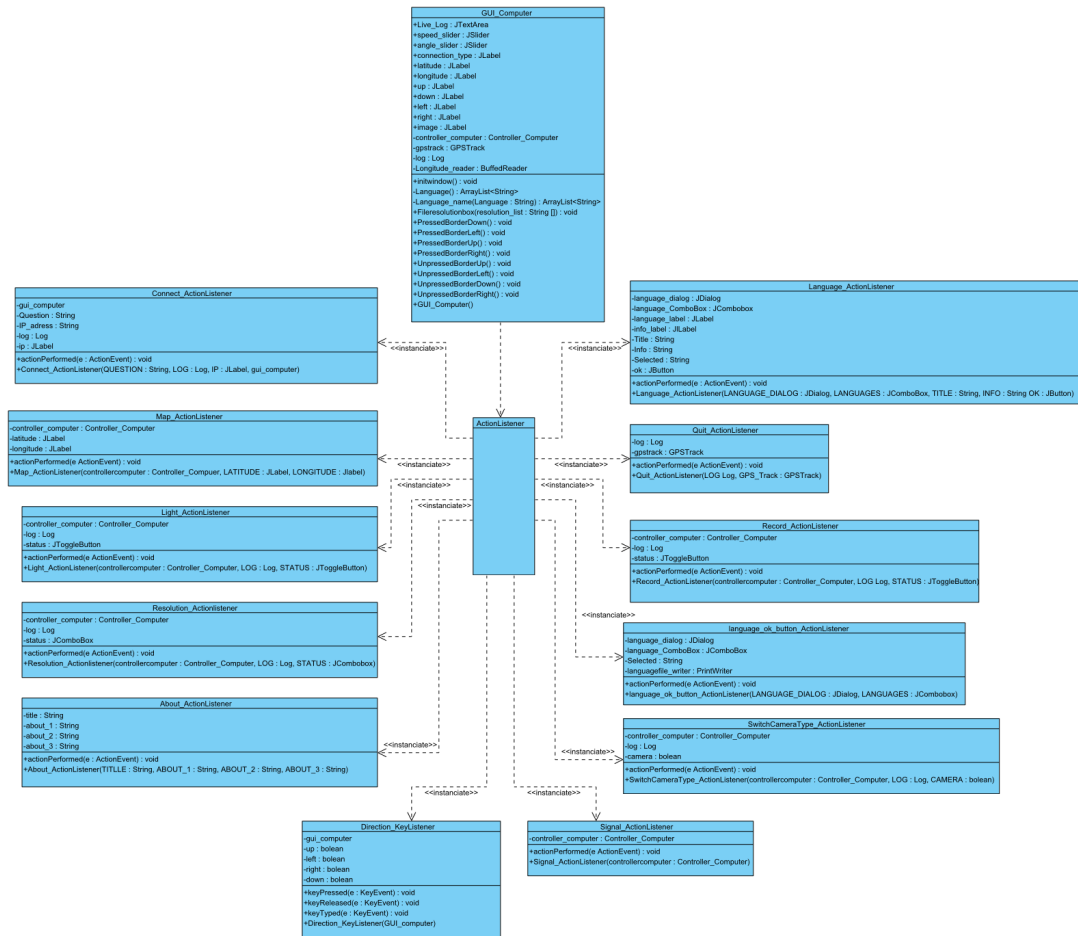 GUI_Computer
+Live_Log : JTextArea
+speed_slider : JSlider
+angle_slider : JSlider
+connection_type : JLabel
+latitude : JLabel
+longitude : JLabel
+up : JLabel
+down : JLabel
+left : JLabel
+right : JLabel
+image : JLabel
-controller_computer : Controller_Computer
-gpstrack : GPSTrack
-log : Log
-Longitude_reader : BuffedReader
+initwindow() : void
-Language() : ArrayList<String>
-Language_name(Language : String) : ArrayList<String>
+Fileresolutionbox(resolution_list : String []) : void
+PressedBorderDown() : void
+PressedBorderLeft() : void
+PressedBorderUp() : void
+PressedBorderRight() : void
+UnpressedBorderUp() : void
+UnpressedBorderLeft() : void
+UnpressedBorderDown() : void
+UnpressedBorderRight() : void
+GUI_Computer()
Connect_ActionListener
-gui_computer
-Question : String
-IP_adress : String
-log : Log
-ip : JLabel
+actionPerformed(e : ActionEvent) : void
+Connect_ActionListener(QUESTION : String, LOG : Log, IP : JLabel, gui_computer)
Language_ActionListener
-language_dialog : JDialog
-language_ComboBox : JCombobox
-language_label : JLabel
-info_label : JILabel
-Title : String
-Info : String
-Selected : String
-ok : JButton
+actionPerformed(e : ActionEvent) : void
+Language_ActionListener(LANGUAGE_DIALOG : JDialog, LANGUAGES : JComboBox, TITLE : String, INFO : String OK : JButton)
<<instanciate>>
<<instanciate>>
Map_ActionListener
-controller_computer : Controller_Computer
-latitude : JLabel
-longitude : JLabel
+actionPerformed(e ActionEvent) : void
+Map_ActionListener(controllercomputer : Controller_Compuer, LATITUDE : JLabel, LONGITUDE : Jlabel)
ActionListener
Quit_ActionListener
-log : Log
-gpstrack : GPSTrack
+actionPerformed(e ActionEvent) : void
+Quit_ActionListener(LOG Log, GPS_Track : GPSTrack)
<<instanciate>>
<<instanciate>>
<<instanciate>>
<<instanciate>>
Light_ActionListener
-controller_computer : Controller_Computer
-log : Log
-status : JToggleButton
+actionPerformed(e ActionEvent) : void
+Light_ActionListener(controllercomputer : Controller_Computer, LOG : Log, STATUS : JToggleButton)
<<instanciate>>
Record_ActionListener
-controller_computer : Controller_Computer
-log : Log
-status : JToggleButton
+actionPerformed(e ActionEvent) : void
+Record_ActionListener(controllercomputer : Controller_Computer, LOG Log, STATUS : JToggleButton)
Resolution_Actionlistener
-controller_computer : Controller_Computer
-log : Log
-status : JComboBox
+actionPerformed(e ActionEvent) : void
+Resolution_Actionlistener(controllercomputer : Controller_Computer, LOG : Log, STATUS : JCombobox)
<<instanciate>>
language_ok_button_ActionListener
-language_dialog : JDialog
-language_ComboBox : JComboBox
-Selected : String
-languagefile_writer : PrintWriter
+actionPerformed(e ActionEvent) : void
+language_ok_button_ActionListener(LANGUAGE_DIALOG : JDialog, LANGUAGES : JCombobox)
About_ActionListener
-title : String
-about_1 : String
-about_2 : String
-about_3 : String
+actionPerformed(e : ActionEvent) : void
+About_ActionListener(TITLLE : String, ABOUT_1 : String, ABOUT_2 : String, ABOUT_3 : String)
<<instanciate>>
<<instanciate>>
SwitchCameraType_ActionListener
-controller_computer : Controller_Computer
-log : Log
-camera : bolean
+actionPerformed(e ActionEvent) : void
+SwitchCameraType_ActionListener(controllercomputer : Controller_Computer, LOG : Log, CAMERA : bolean)
<<instanciate>>
<<instanciate>>
Direction_KeyListener
-gui_computer
-up : bolean
-left : bolean
-right : bolean
-down : bolean
+keyPressed(e : KeyEvent) : void
+keyReleased(e : KeyEvent) : void
+keyTyped(e : KeyEvent) : void
+Direction_KeyListener(GUI_computer)
Signal_ActionListener
-controller_computer : Controller_Computer
+actionPerformed(e ActionEvent) : void
+Signal_ActionListener(controllercomputer : Controller_Computer)